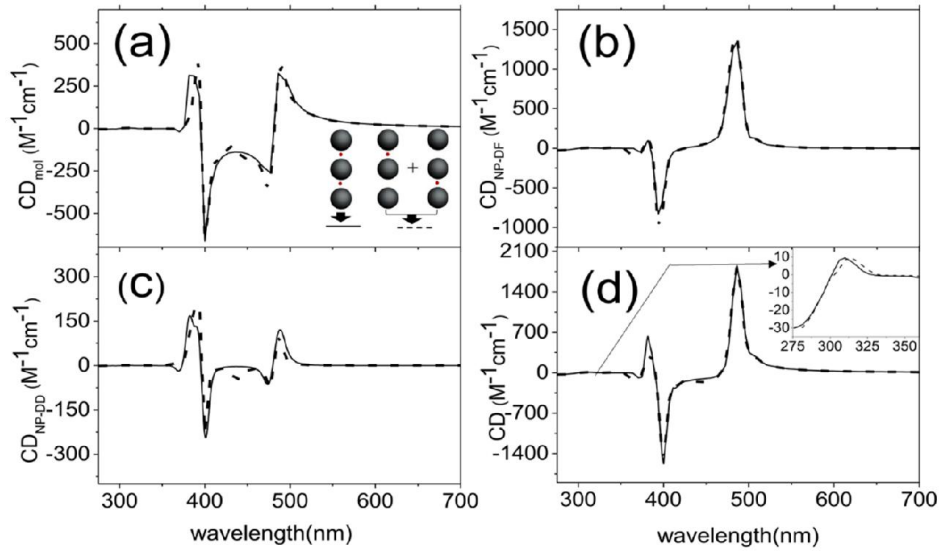 (a)
500
250
0
-250
-500
CD_mol (M⁻¹cm⁻¹)
+
(b)
1500
1000
500
0
-500
-1000
CD_NP-DF (M⁻¹cm⁻¹)
(c)
300
150
0
-150
-300
CD_NP-DD (M⁻¹cm⁻¹)
300 400 500 600 700
wavelength(nm)
(d)
2100
1400
700
0
-700
-1400
CD (M⁻¹cm⁻¹)
10
0
-10
-20
-30
275 300 325 350
300 400 500 600 700
wavelength(nm)